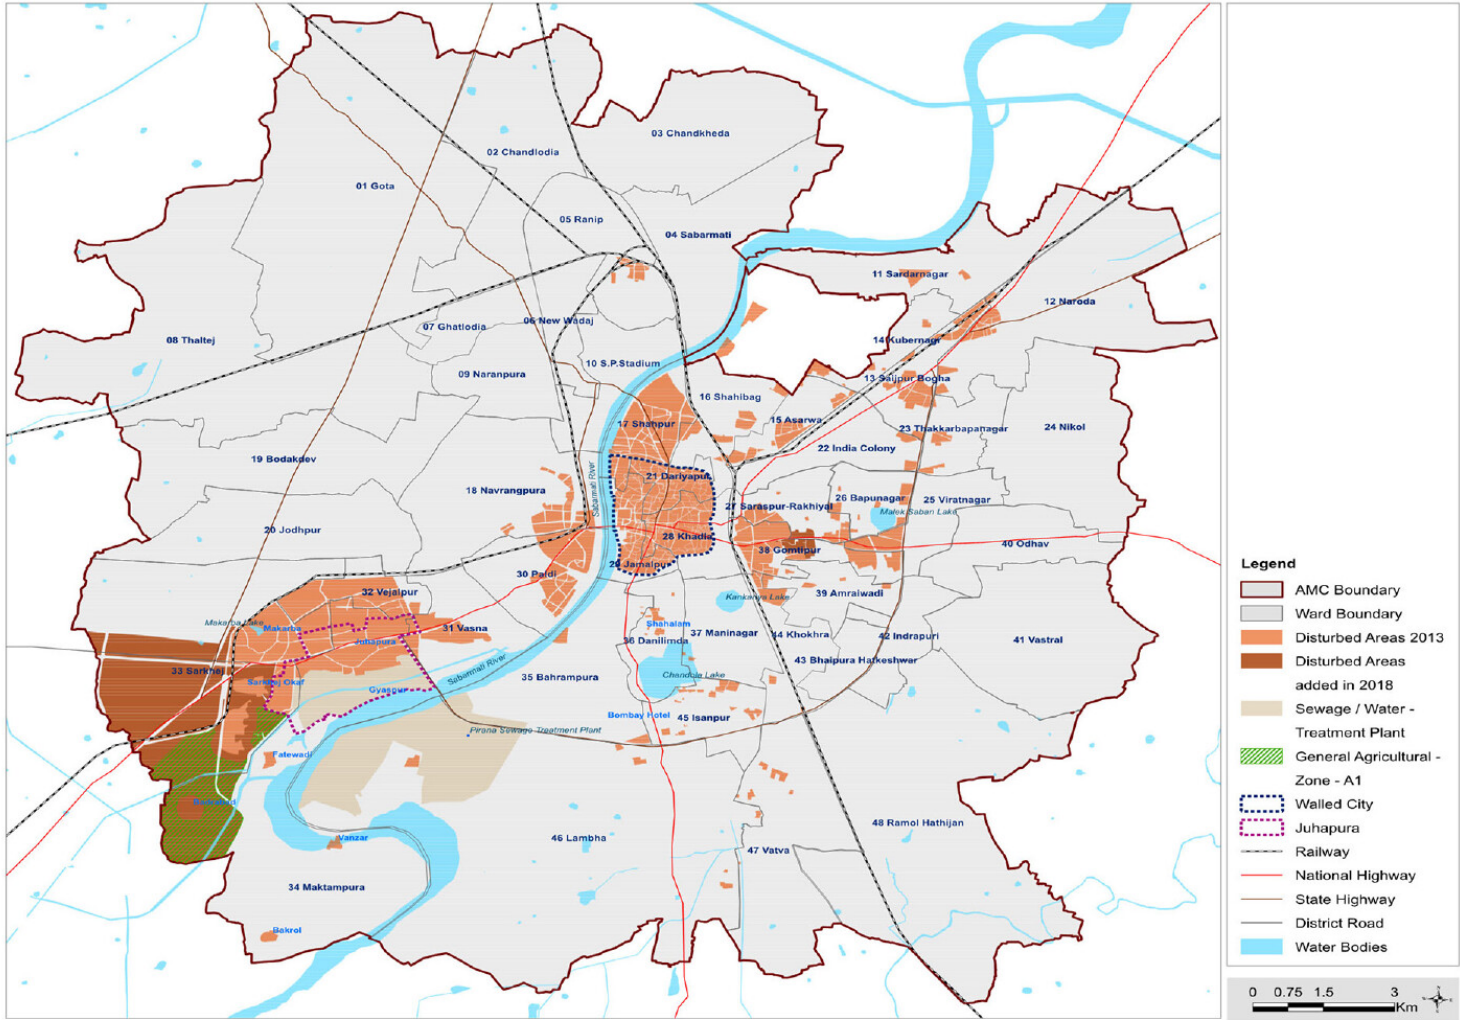 03 Chandkheda
02 Chandlodia
01 Gota
05 Ranip
04 Sabarmati
11 Sardarnagar
12 Naroda
07 Ghatlodia
06 New Wadaj
08 Thaltej
14 Kubernagr
10 S.P.Stadium
09 Naranpura
13 Saijpur Bogha
16 Shahibag
17 Shahpur
15 Asarwa
23 Thakkarbapanagar
24 Nikol
22 India Colony
19 Bodakdev
21 Dariyapur
Sabarmati River
18 Navrangpura
26 Bapunagar
25 Viratnagar
27 Saraspur-Rakhiyal
Malek Saban Lake
20 Jodhpur
28 Khadia
40 Odhav
38 Gomtipur
29 Jamalpur
30 Paldi
32 Vejalpur
39 Amraiwadi
Kankariya Lake
Makarba Lake
Makarba
31 Vasna
Shahalam
37 Maninagar
44 Khokhra
42 Indrapuri
41 Vastral
Juhapura
36 Danilimda
43 Bhaipura Hatkeshwar
33 Sarkhej
Sabarmati River
35 Bahrampura
Chandola Lake
Sarkhej Okaf
Gyaspur
Bombay Hotel
45 Isanpur
Pirana Sewage Treatment Plant
Fatewadi
Badrabad
48 Ramol Hathijan
Vanzar
46 Lambha
47 Vatva
34 Maktampura
Bakrol
Legend
AMC Boundary
Ward Boundary
Disturbed Areas 2013
Disturbed Areas
added in 2018
Sewage / Water -
Treatment Plant
General Agricultural -
Zone - A1
Walled City
Juhapura
Railway
National Highway
State Highway
District Road
Water Bodies
0 0.75 1.5 3
Km